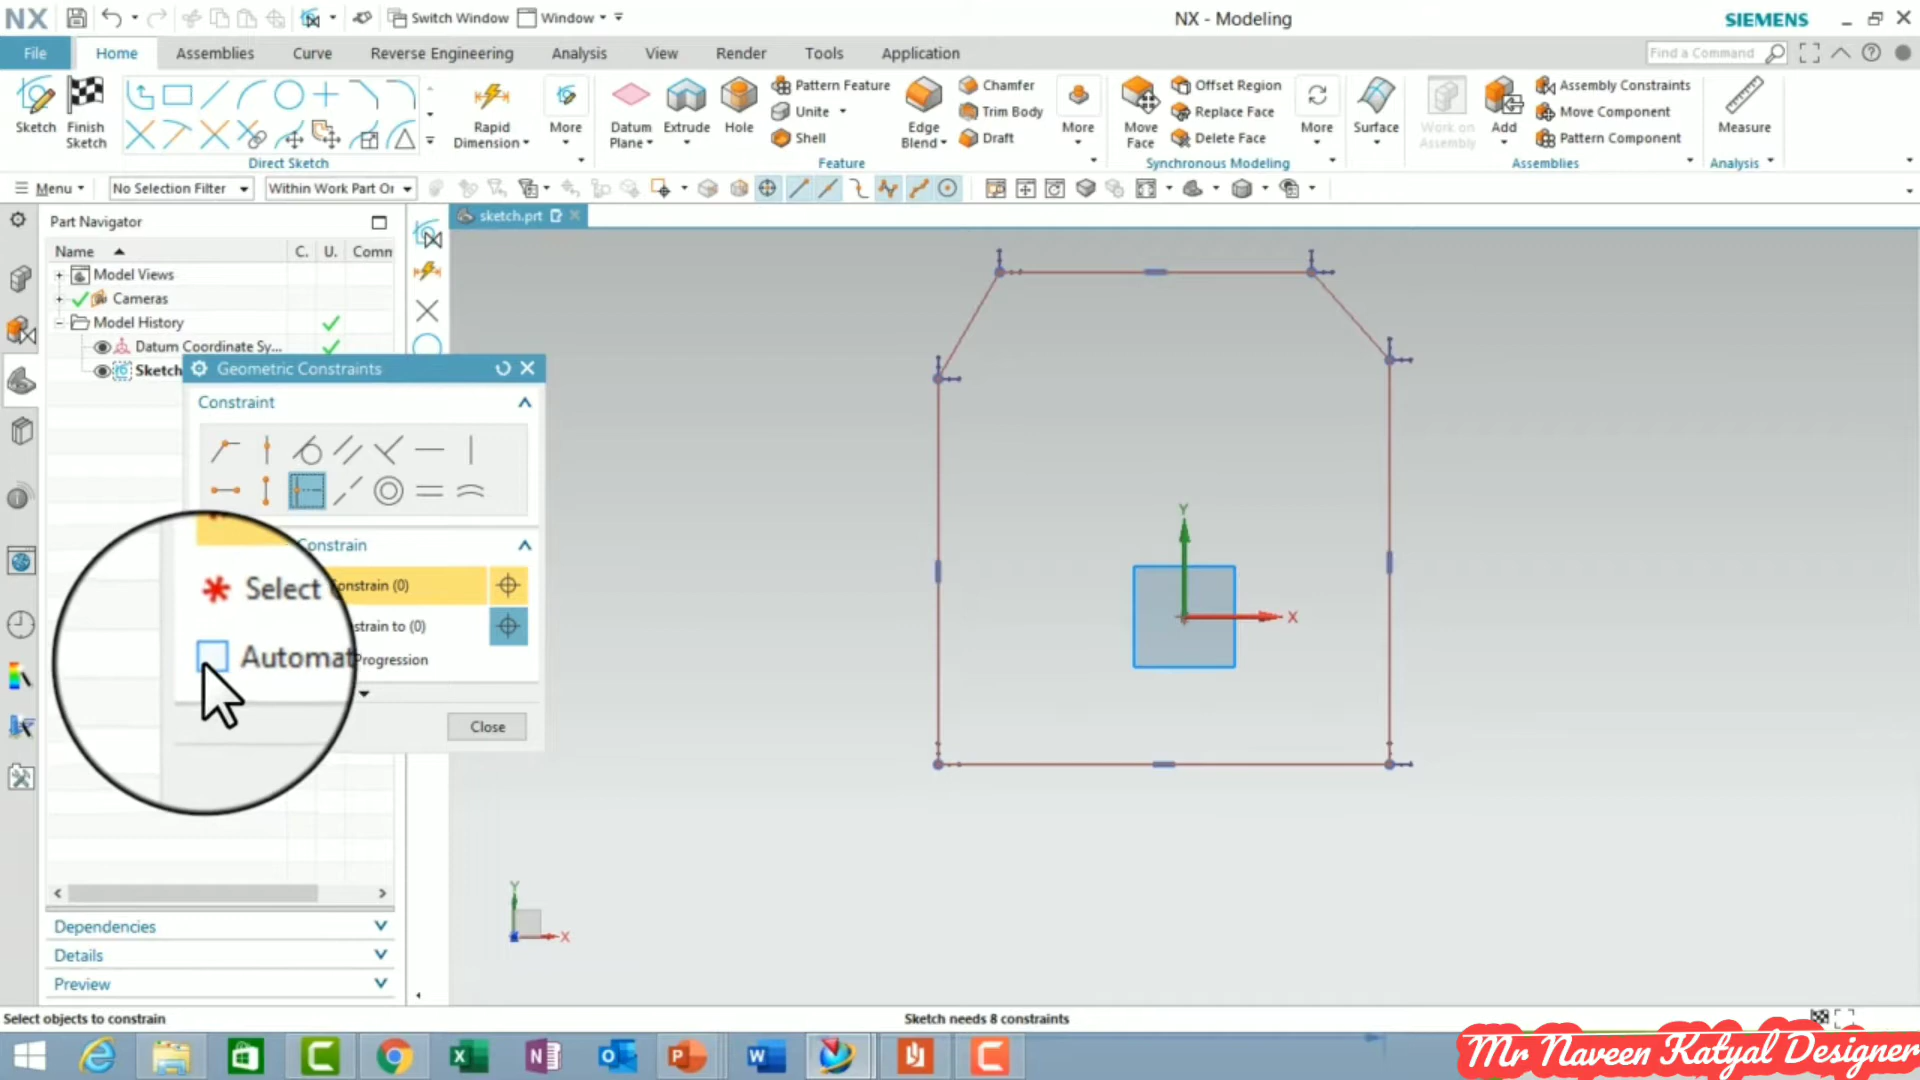 NX
Switch Window
Window
NX - Modeling
SIEMENS
File
Home
Assemblies
Curve
Reverse Engineering
Analysis
View
Render
Tools
Application
Find a Command
Sketch
Finish
Sketch
Direct Sketch
Rapid
Dimension
More
Datum
Plane
Extrude
Hole
Pattern Feature
Unite
Shell
Edge
Blend
Chamfer
Trim Body
Draft
More
Feature
Move
Face
Offset Region
Replace Face
Delete Face
More
Synchronous Modeling
Surface
Work on
Assembly
Add
Assembly Constraints
Move Component
Pattern Component
Assemblies
Measure
Analysis
Menu
No Selection Filter
Within Work Part Or
Part Navigator
sketch.prt
Name
C.
U.
Comn
Model Views
Cameras
Model History
Datum Coordinate Sy...
Sketch
Geometric Constraints
Constraint
Constrain
Select
onstrain (0)
strain to (0)
Automat
Progression
Close
Y
X
Y
X
Dependencies
Details
Preview
Select objects to constrain
Sketch needs 8 constraints
Mr Naveen Katyal Designer